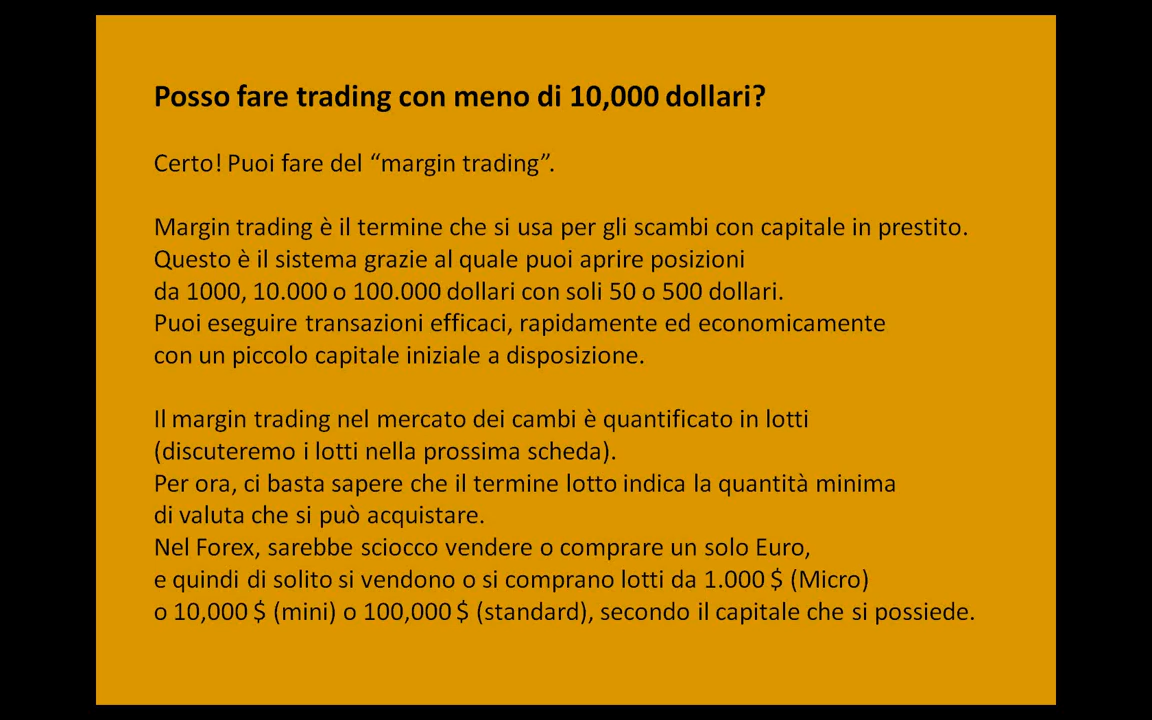 Posso fare trading con meno di 10,000 dollari?
Certo! Puoi fare del “margin trading”.
Margin trading è il termine che si usa per gli scambi con capitale in prestito.
Questo è il sistema grazie al quale puoi aprire posizioni
da 1000, 10.000 o 100.000 dollari con soli 50 o 500 dollari.
Puoi eseguire transazioni efficaci, rapidamente ed economicamente
con un piccolo capitale iniziale a disposizione.
Il margin trading nel mercato dei cambi è quantificato in lotti
(discuteremo i lotti nella prossima scheda).
Per ora, ci basta sapere che il termine lotto indica la quantità minima
di valuta che si può acquistare.
Nel Forex, sarebbe sciocco vendere o comprare un solo Euro,
e quindi di solito si vendono o si comprano lotti da 1.000 $ (Micro)
o 10,000 $ (mini) o 100,000 $ (standard), secondo il capitale che si possiede.